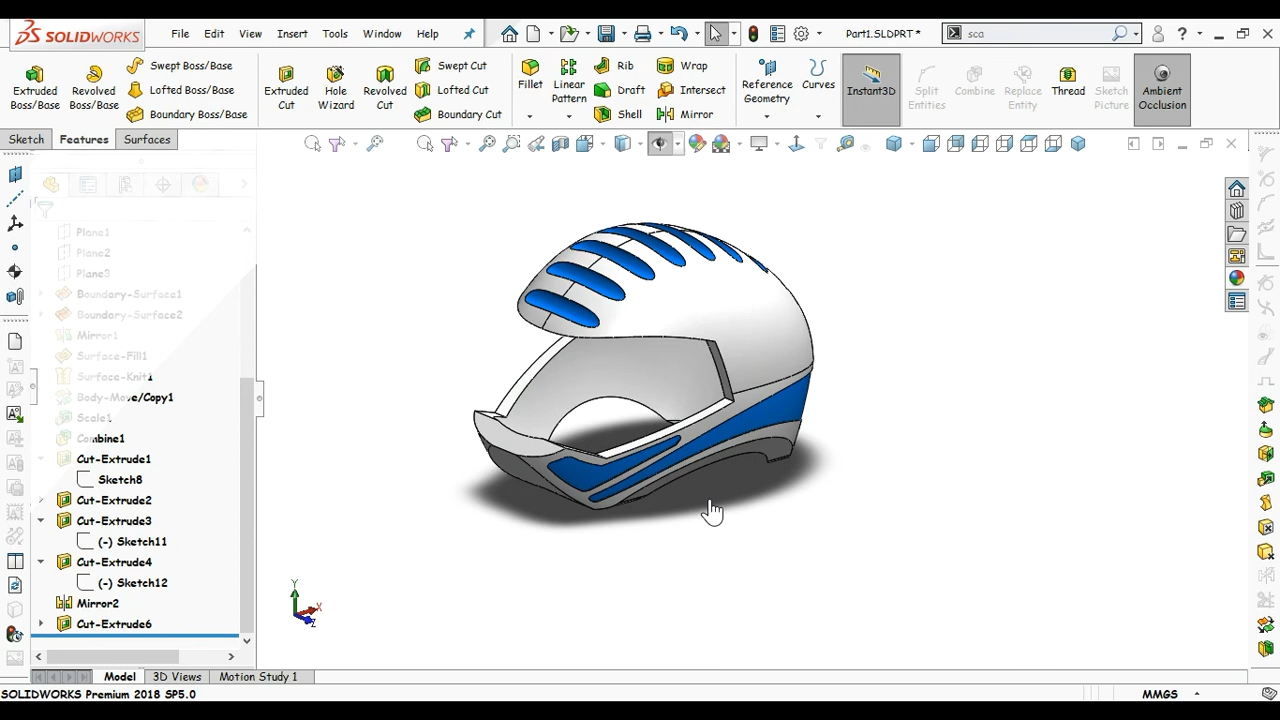 SOLIDWORKS File Edit View Insert Tools Window Help Part1.SLDPRT * sca ?
Extruded Boss/Base
Revolved Boss/Base
Swept Boss/Base
Lofted Boss/Base
Boundary Boss/Base
Extruded Cut
Hole Wizard
Revolved Cut
Swept Cut
Lofted Cut
Boundary Cut
Fillet
Linear Pattern
Rib
Draft
Shell
Wrap
Intersect
Mirror
Reference Geometry
Curves
Instant3D
Split Entities
Combine
Replace Entity
Thread
Sketch Picture
Ambient Occlusion
Sketch Features Surfaces
Plane1
Plane2
Plane3
Boundary-Surface1
Boundary-Surface2
Mirror1
Surface-Fill1
Surface-Knit1
Body-Move/Copy1
Scale1
Combine1
Cut-Extrude1
Sketch8
Cut-Extrude2
Cut-Extrude3
(-) Sketch11
Cut-Extrude4
(-) Sketch12
Mirror2
Cut-Extrude6
Y
X
Z
Model 3D Views Motion Study 1
SOLIDWORKS Premium 2018 SP5.0 MMGS